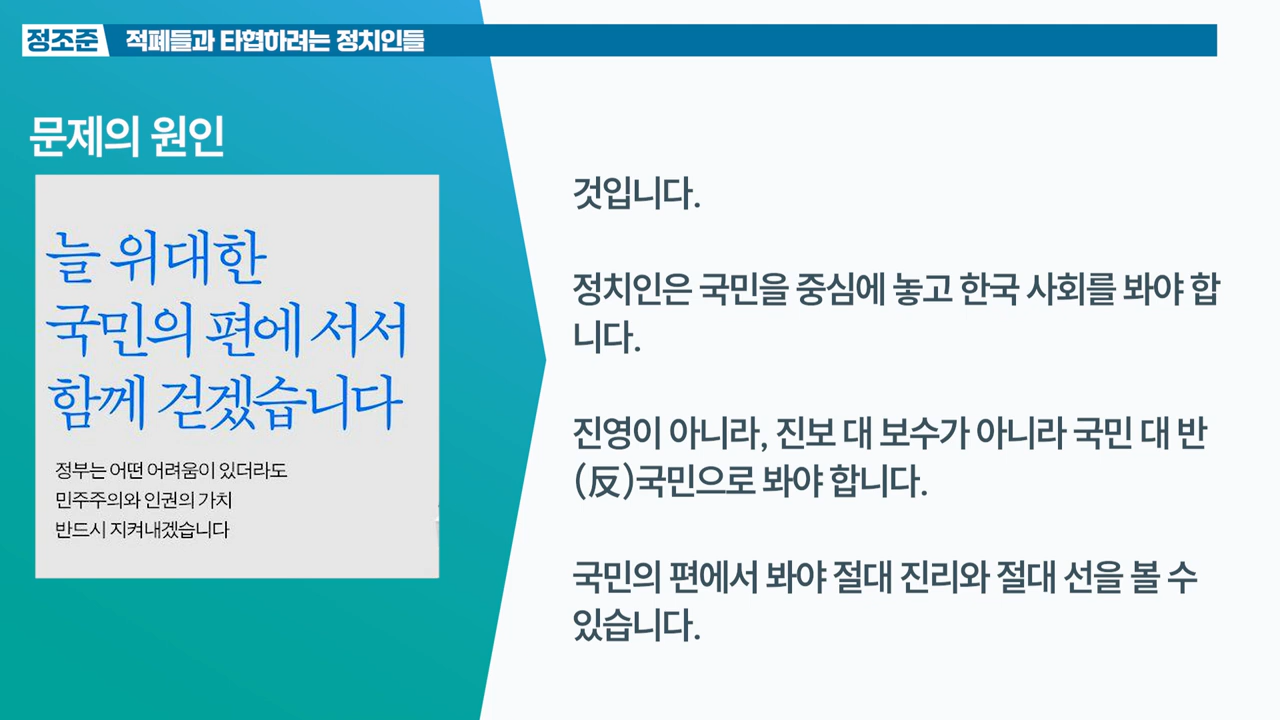 정조준 적폐들과 타협하려는 정치인들
문제의 원인
늘 위대한
국민의 편에 서서
함께 걷겠습니다
정부는 어떤 어려움이 있더라도
민주주의와 인권의 가치
반드시 지켜내겠습니다
것입니다.
정치인은 국민을 중심에 놓고 한국 사회를 봐야 합
니다.
진영이 아니라, 진보 대 보수가 아니라 국민 대 반
(反)국민으로 봐야 합니다.
국민의 편에서 봐야 절대 진리와 절대 선을 볼 수
있습니다.